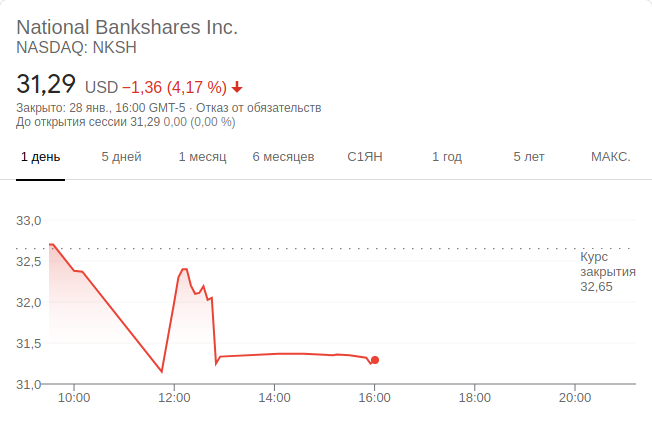 National Bankshares Inc.
NASDAQ: NKSH
31,29 USD −1,36 (4,17 %)
Закрыто: 28 янв., 16:00 GMT-5 · Отказ от обязательств
До открытия сессии 31,29 0,00 (0,00 %)
1 день 5 дней 1 месяц 6 месяцев С1ЯН 1 год 5 лет МАКС.
33,0
32,5
32,0
31,5
31,0
Курс
закрытия
32,65
10:00 12:00 14:00 16:00 18:00 20:00